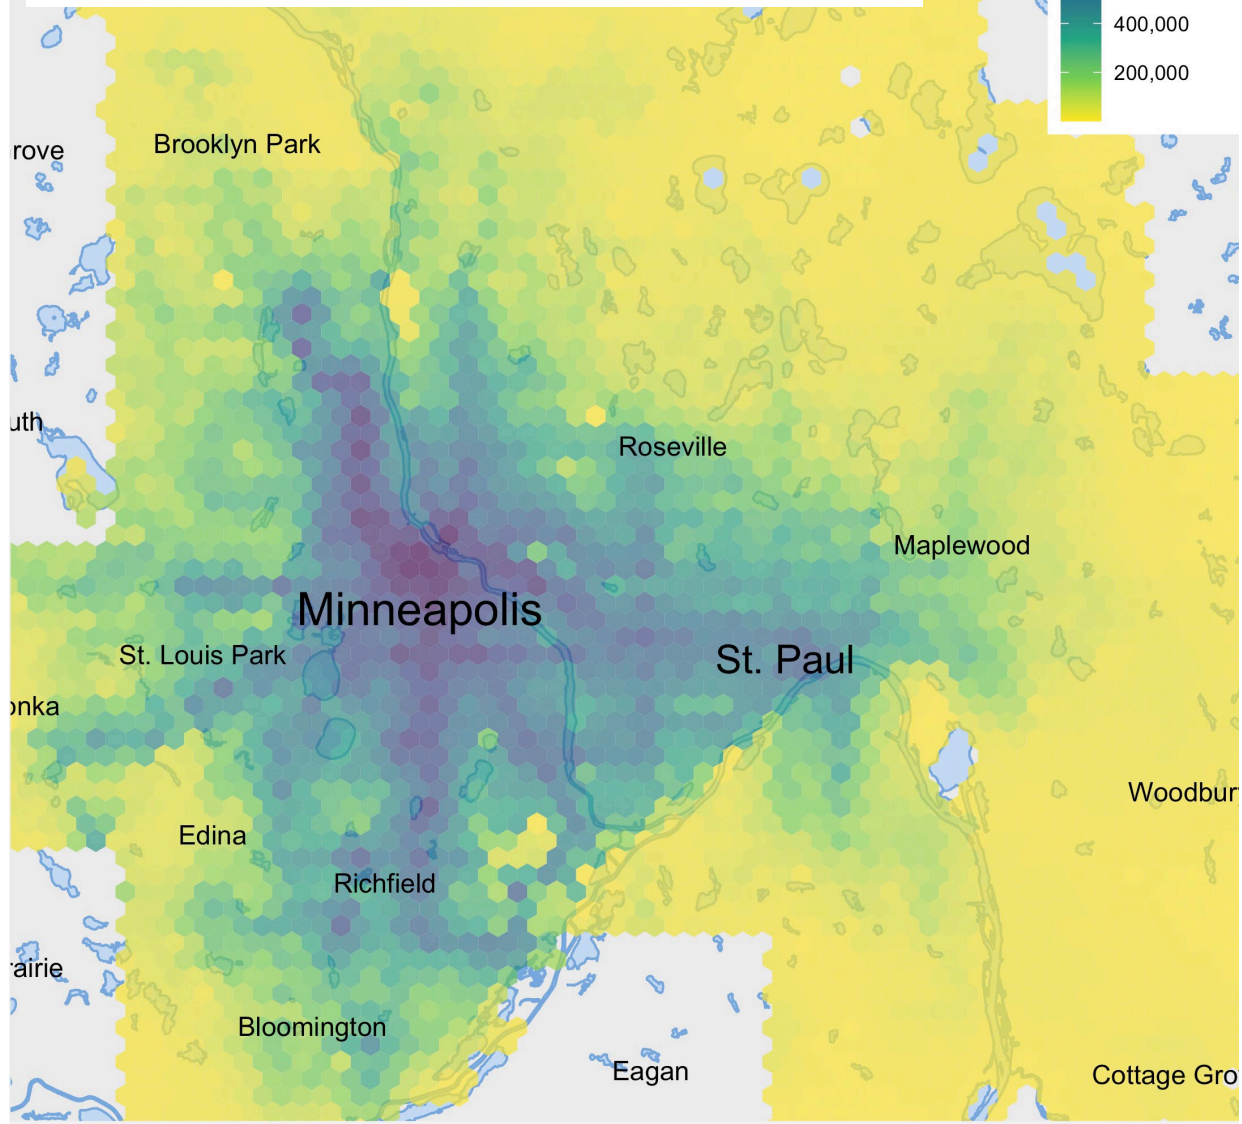 400,000
200,000
Brooklyn Park
rove
uth
Roseville
Maplewood
Minneapolis
St. Louis Park
St. Paul
onka
Woodbur
Edina
Richfield
rairie
Bloomington
Eagan
Cottage Gro